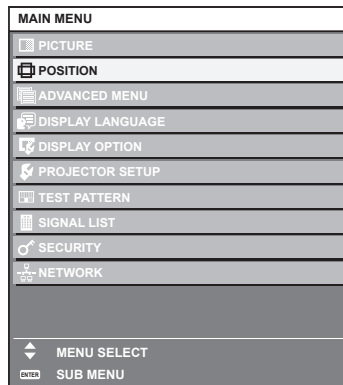 MAIN MENU
PICTURE
POSITION
ADVANCED MENU
DISPLAY LANGUAGE
DISPLAY OPTION
PROJECTOR SETUP
TEST PATTERN
SIGNAL LIST
SECURITY
NETWORK
MENU SELECT
ENTER SUB MENU